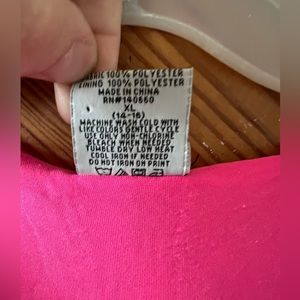 FABRIC 100% POLYESTER
LINING 100% POLYESTER
MADE IN CHINA
RN#140660
XL
(14-16)
MACHINE WASH COLD WITH
LIKE COLORS GENTLE CYCLE
USE ONLY NON-CHLORINE
BLEACH WHEN NEEDED
TUMBLE DRY LOW HEAT
COOL IRON IF NEEDED
DO NOT IRON ON PRINT